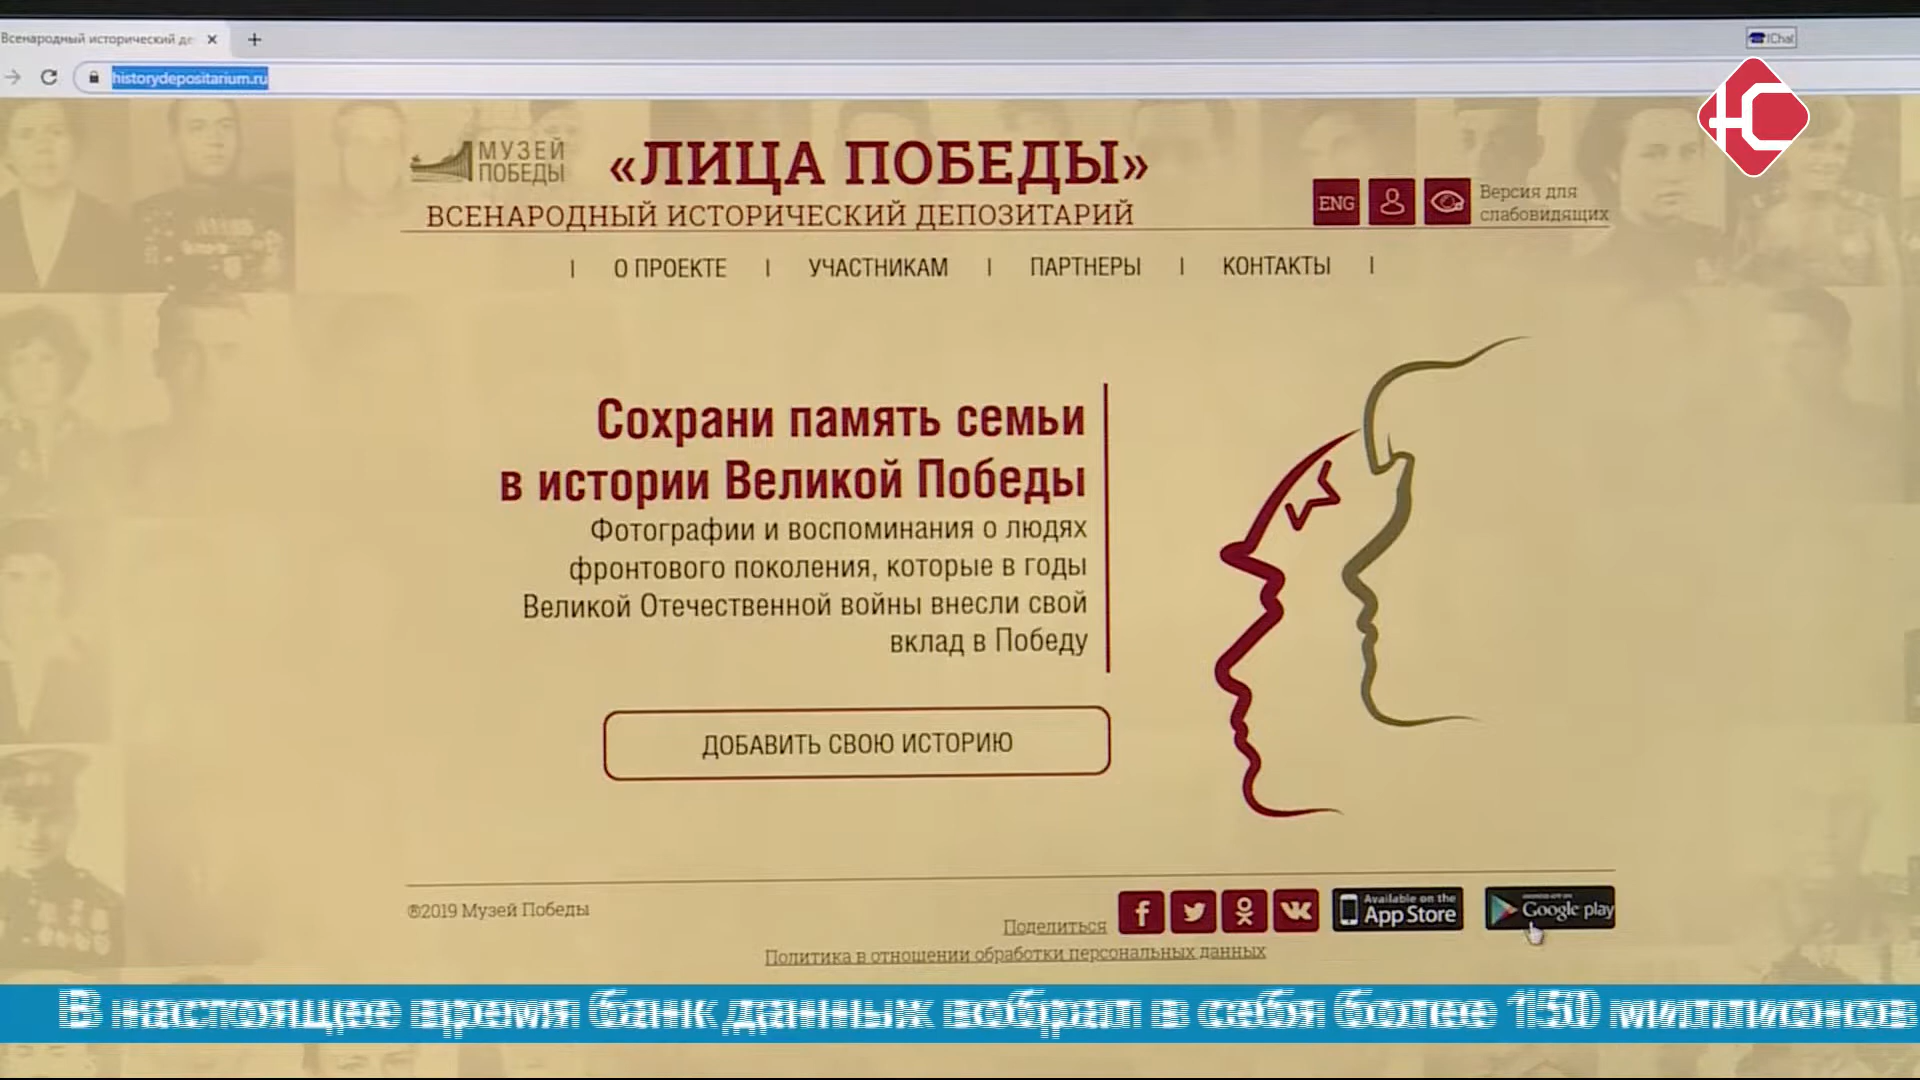 Всенародный исторический де
IChat
historydepositarium.ru
МУЗЕЙ
ПОБЕДЫ
«ЛИЦА ПОБЕДЫ»
ВСЕНАРОДНЫЙ ИСТОРИЧЕСКИЙ ДЕПОЗИТАРИЙ
ENG
Версия для
слабовидящих
О ПРОЕКТЕ | УЧАСТНИКАМ | ПАРТНЕРЫ | КОНТАКТЫ
Сохрани память семьи
в истории Великой Победы
Фотографии и воспоминания о людях
фронтового поколения, которые в годы
Великой Отечественной войны внесли свой
вклад в Победу
ДОБАВИТЬ СВОЮ ИСТОРИЮ
®2019 Музей Победы
Поделиться
Available on the
App Store
Google play
Политика в отношении обработки персональных данных
В настоящее время банк данных вобрал в себя более 150 миллионов